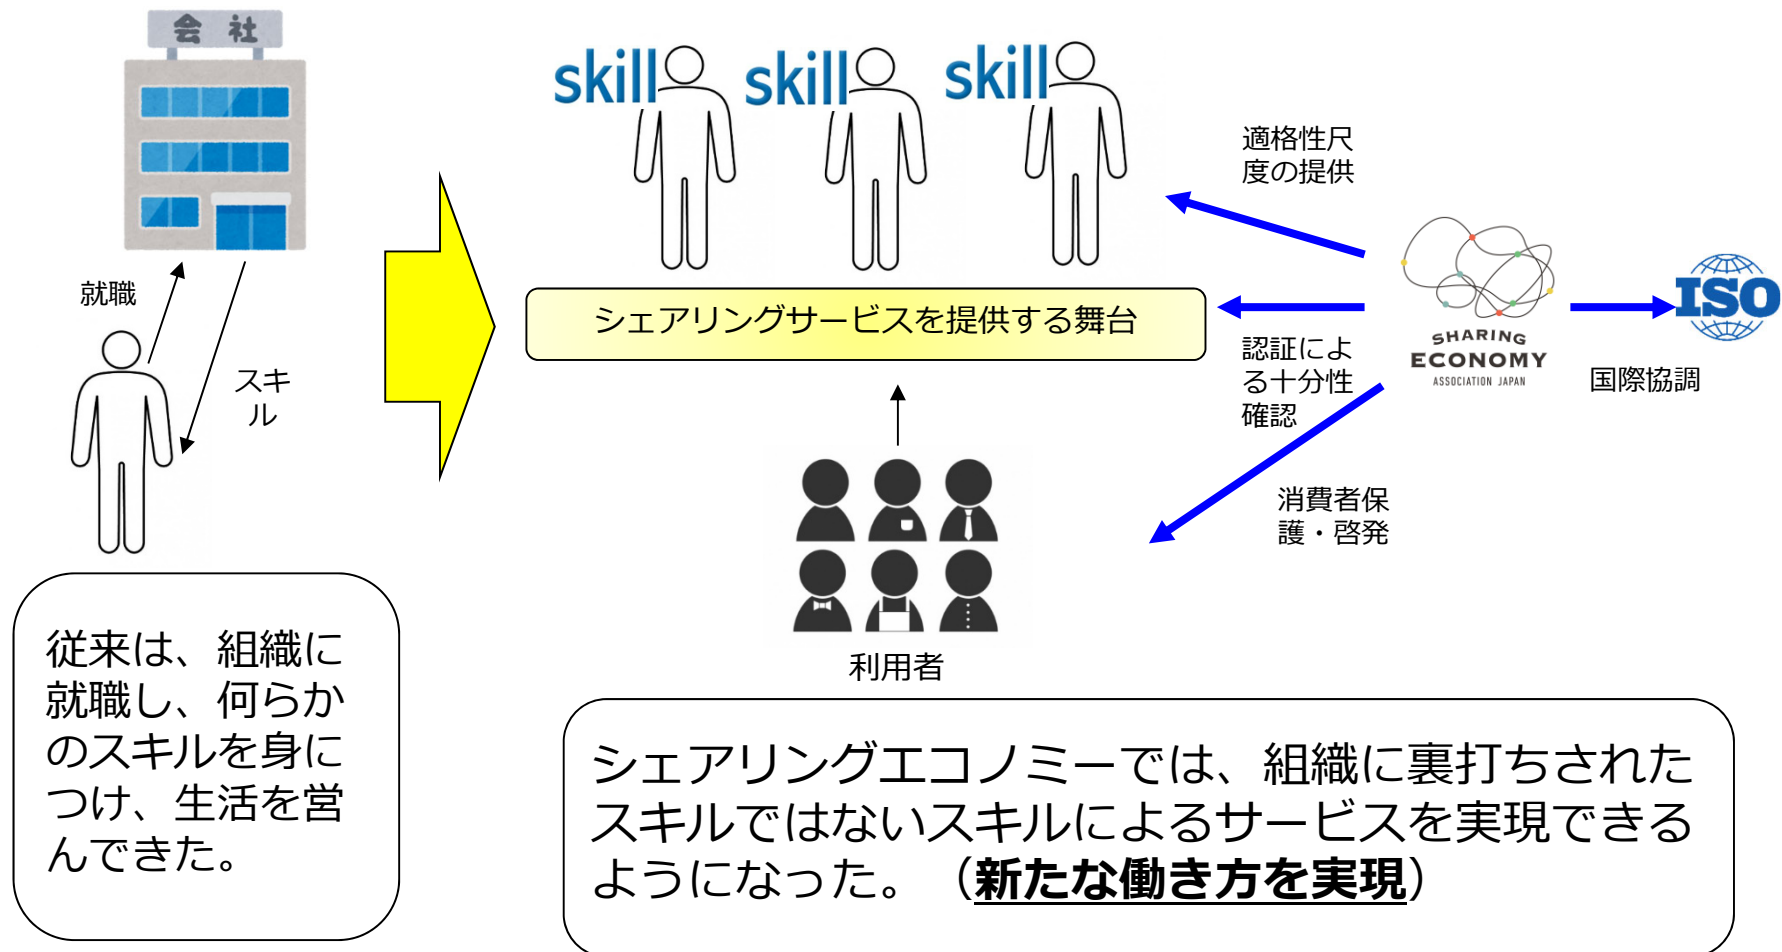 会社
就職
スキ
ル
従来は、組織に
就職し、何らか
のスキルを身に
つけ、生活を営
んできた。
skill
skill
skill
シェアリングサービスを提供する舞台
利用者
適格性尺
度の提供
認証によ
る十分性
確認
消費者保
護・啓発
SHARING
ECONOMY
ASSOCIATION JAPAN
ISO
国際協調
シェアリングエコノミーでは、組織に裏打ちされた
スキルではないスキルによるサービスを実現できる
ようになった。（新たな働き方を実現）